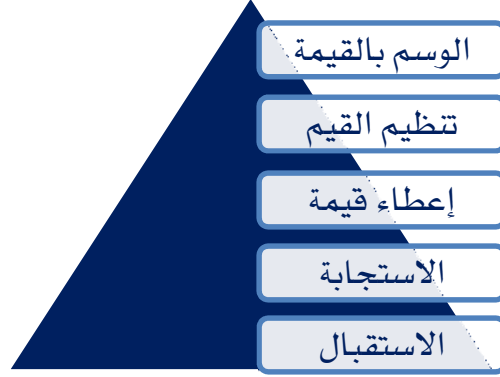 الوسم بالقيمة
تنظيم القيم
إعطاء قيمة
الاستجابة
الاستقبال